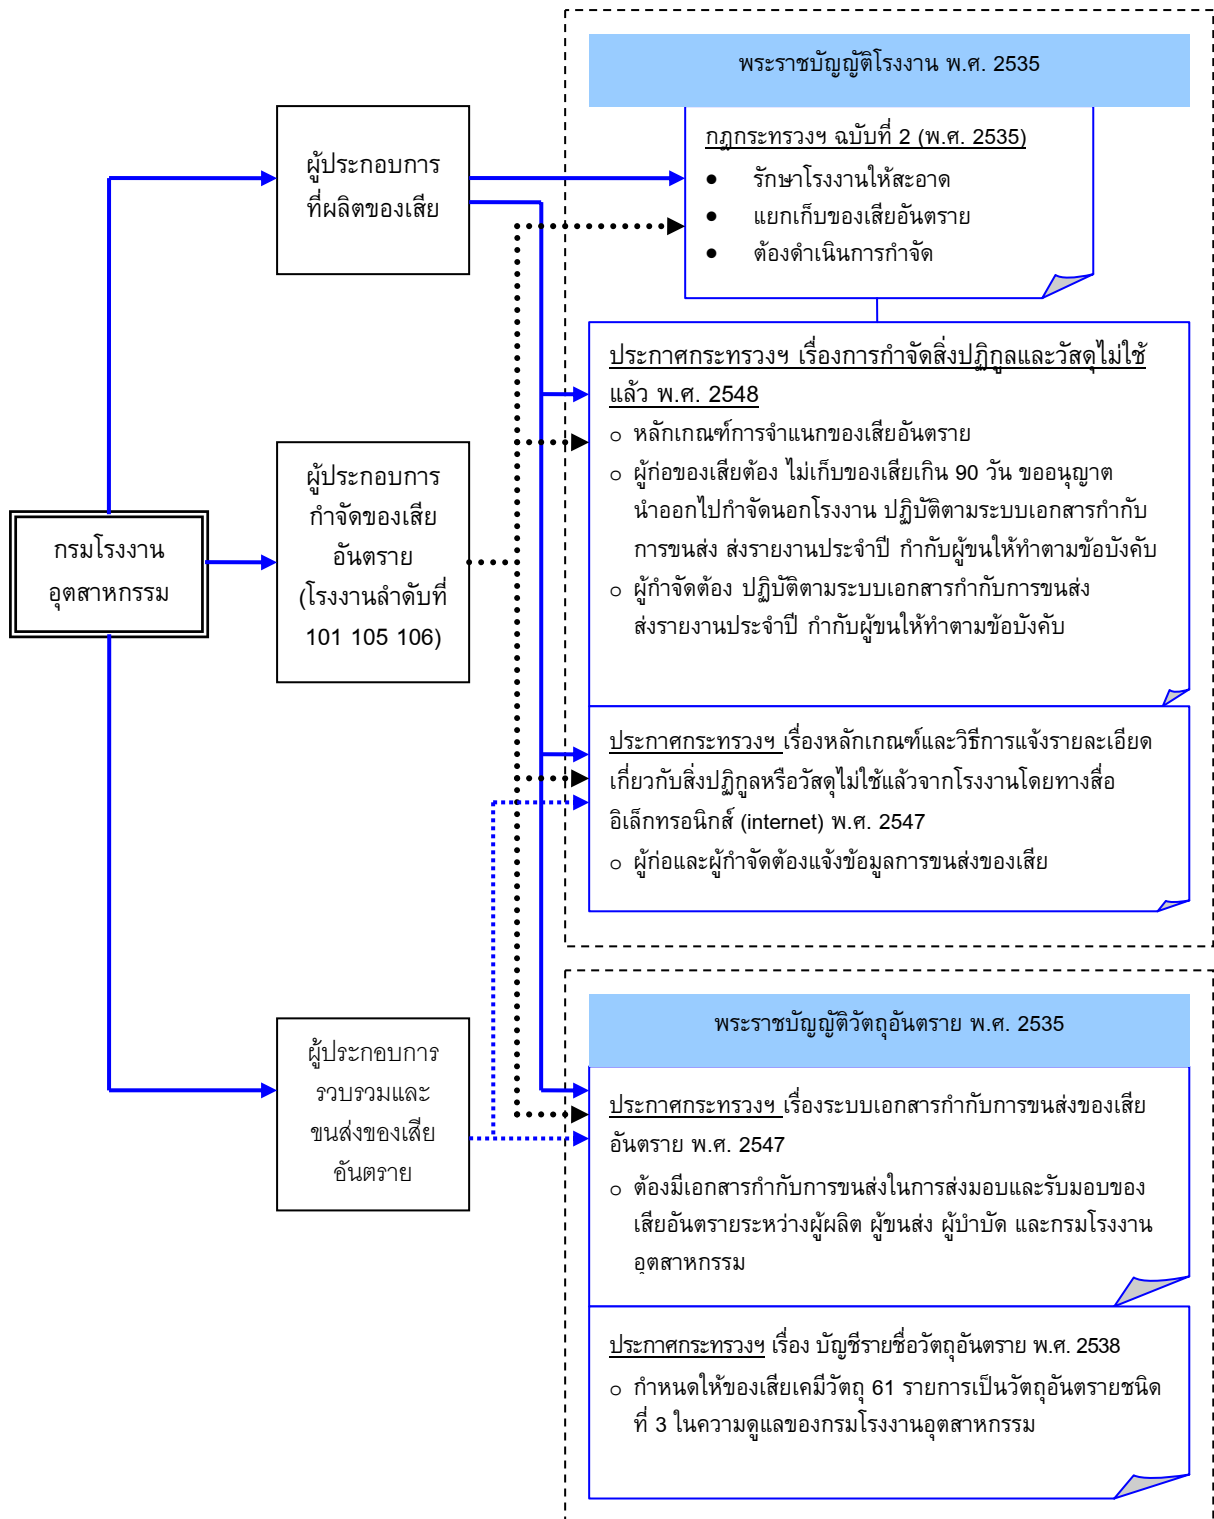 พระราชบัญญัติโรงงาน พ.ศ. 2535
กฎกระทรวงฯ ฉบับที่ 2 (พ.ศ. 2535)
● รักษาโรงงานให้สะอาด
● แยกเก็บของเสียอันตราย
● ต้องดำเนินการกำจัด
ผู้ประกอบการ
ที่ผลิตของเสีย
ประกาศกระทรวงฯ เรื่องการกำจัดสิ่งปฏิกูลและวัสดุไม่ใช้
แล้ว พ.ศ. 2548
o หลักเกณฑ์การจำแนกของเสียอันตราย
o ผู้ก่อของเสียต้อง ไม่เก็บของเสียเกิน 90 วัน ขออนุญาต
นำออกไปกำจัดนอกโรงงาน ปฏิบัติตามระบบเอกสารกำกับ
การขนส่ง ส่งรายงานประจำปี กำกับผู้ขนให้ทำตามข้อบังคับ
o ผู้กำจัดต้อง ปฏิบัติตามระบบเอกสารกำกับการขนส่ง
ส่งรายงานประจำปี กำกับผู้ขนให้ทำตามข้อบังคับ
ผู้ประกอบการ
กำจัดของเสีย
อันตราย
(โรงงานลำดับที่
101 105 106)
กรมโรงงาน
อุตสาหกรรม
ประกาศกระทรวงฯ เรื่องหลักเกณฑ์และวิธีการแจ้งรายละเอียด
เกี่ยวกับสิ่งปฏิกูลหรือวัสดุไม่ใช้แล้วจากโรงงานโดยทางสื่อ
อิเล็กทรอนิกส์ (internet) พ.ศ. 2547
o ผู้ก่อและผู้กำจัดต้องแจ้งข้อมูลการขนส่งของเสีย
พระราชบัญญัติวัตถุอันตราย พ.ศ. 2535
ผู้ประกอบการ
รวบรวมและ
ขนส่งของเสีย
อันตราย
ประกาศกระทรวงฯ เรื่องระบบเอกสารกำกับการขนส่งของเสีย
อันตราย พ.ศ. 2547
o ต้องมีเอกสารกำกับการขนส่งในการส่งมอบและรับมอบของ
เสียอันตรายระหว่างผู้ผลิต ผู้ขนส่ง ผู้บำบัด และกรมโรงงาน
อุตสาหกรรม
ประกาศกระทรวงฯ เรื่อง บัญชีรายชื่อวัตถุอันตราย พ.ศ. 2538
o กำหนดให้ของเสียเคมีวัตถุ 61 รายการเป็นวัตถุอันตรายชนิด
ที่ 3 ในความดูแลของกรมโรงงานอุตสาหกรรม